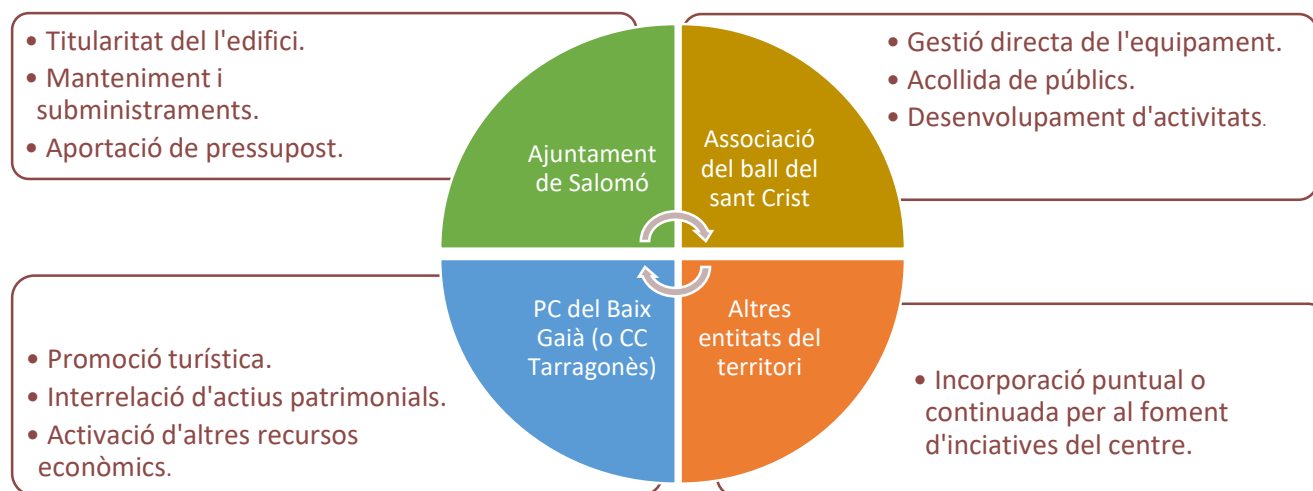 • Titularitat del l'edifici.
• Manteniment i
subministraments.
• Aportació de pressupost.
Ajuntament
de Salomó
Associació
del ball del
sant Crist
• Gestió directa de l'equipament.
• Acollida de públics.
• Desenvolupament d'activitats.
• Promoció turística.
• Interrelació d'actius patrimonials.
• Activació d'altres recursos
econòmics.
PC del Baix
Gaià (o CC
Tarragonès)
Altres
entitats del
territori
• Incorporació puntual o
continuada per al foment
d'inciatives del centre.